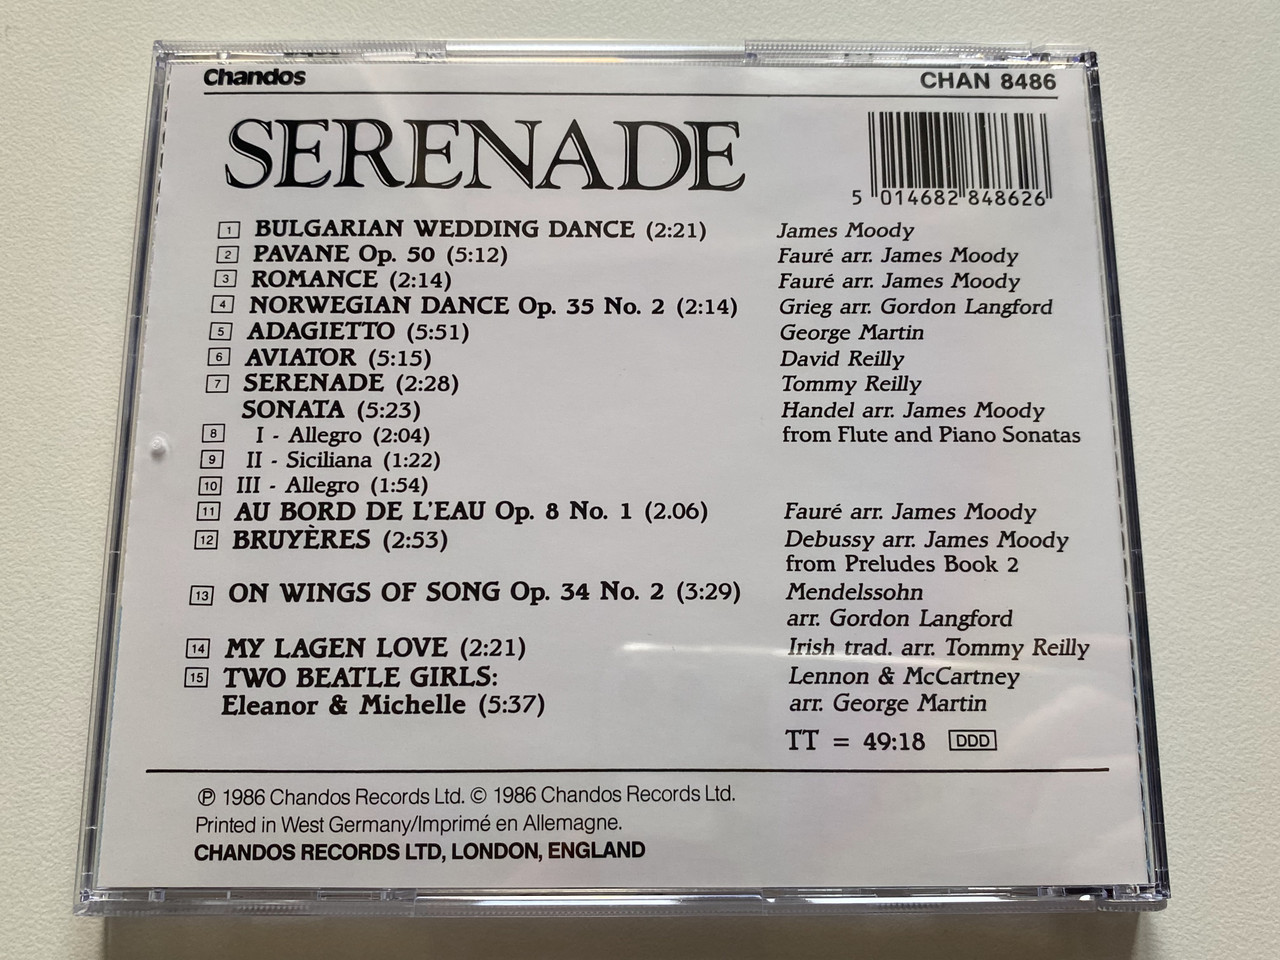 Chandos CHAN 8486
SERENADE
5 014682 848626
1 BULGARIAN WEDDING DANCE (2:21) James Moody
2 PAVANE Op. 50 (5:12) Fauré arr. James Moody
3 ROMANCE (2:14) Fauré arr. James Moody
4 NORWEGIAN DANCE Op. 35 No. 2 (2:14) Grieg arr. Gordon Langford
5 ADAGIETTO (5:51) George Martin
6 AVIATOR (5:15) David Reilly
7 SERENADE (2:28) Tommy Reilly
SONATA (5:23) Handel arr. James Moody
8 I - Allegro (2:04) from Flute and Piano Sonatas
9 II - Siciliana (1:22)
10 III - Allegro (1:54)
11 AU BORD DE L'EAU Op. 8 No. 1 (2.06) Fauré arr. James Moody
12 BRUYÈRES (2:53) Debussy arr. James Moody
from Preludes Book 2
13 ON WINGS OF SONG Op. 34 No. 2 (3:29) Mendelssohn
arr. Gordon Langford
14 MY LAGEN LOVE (2:21) Irish trad. arr. Tommy Reilly
15 TWO BEATLE GIRLS: Lennon & McCartney
Eleanor & Michelle (5:37) arr. George Martin
TT = 49:18 DDD
℗ 1986 Chandos Records Ltd. © 1986 Chandos Records Ltd.
Printed in West Germany/Imprimé en Allemagne.
CHANDOS RECORDS LTD, LONDON, ENGLAND